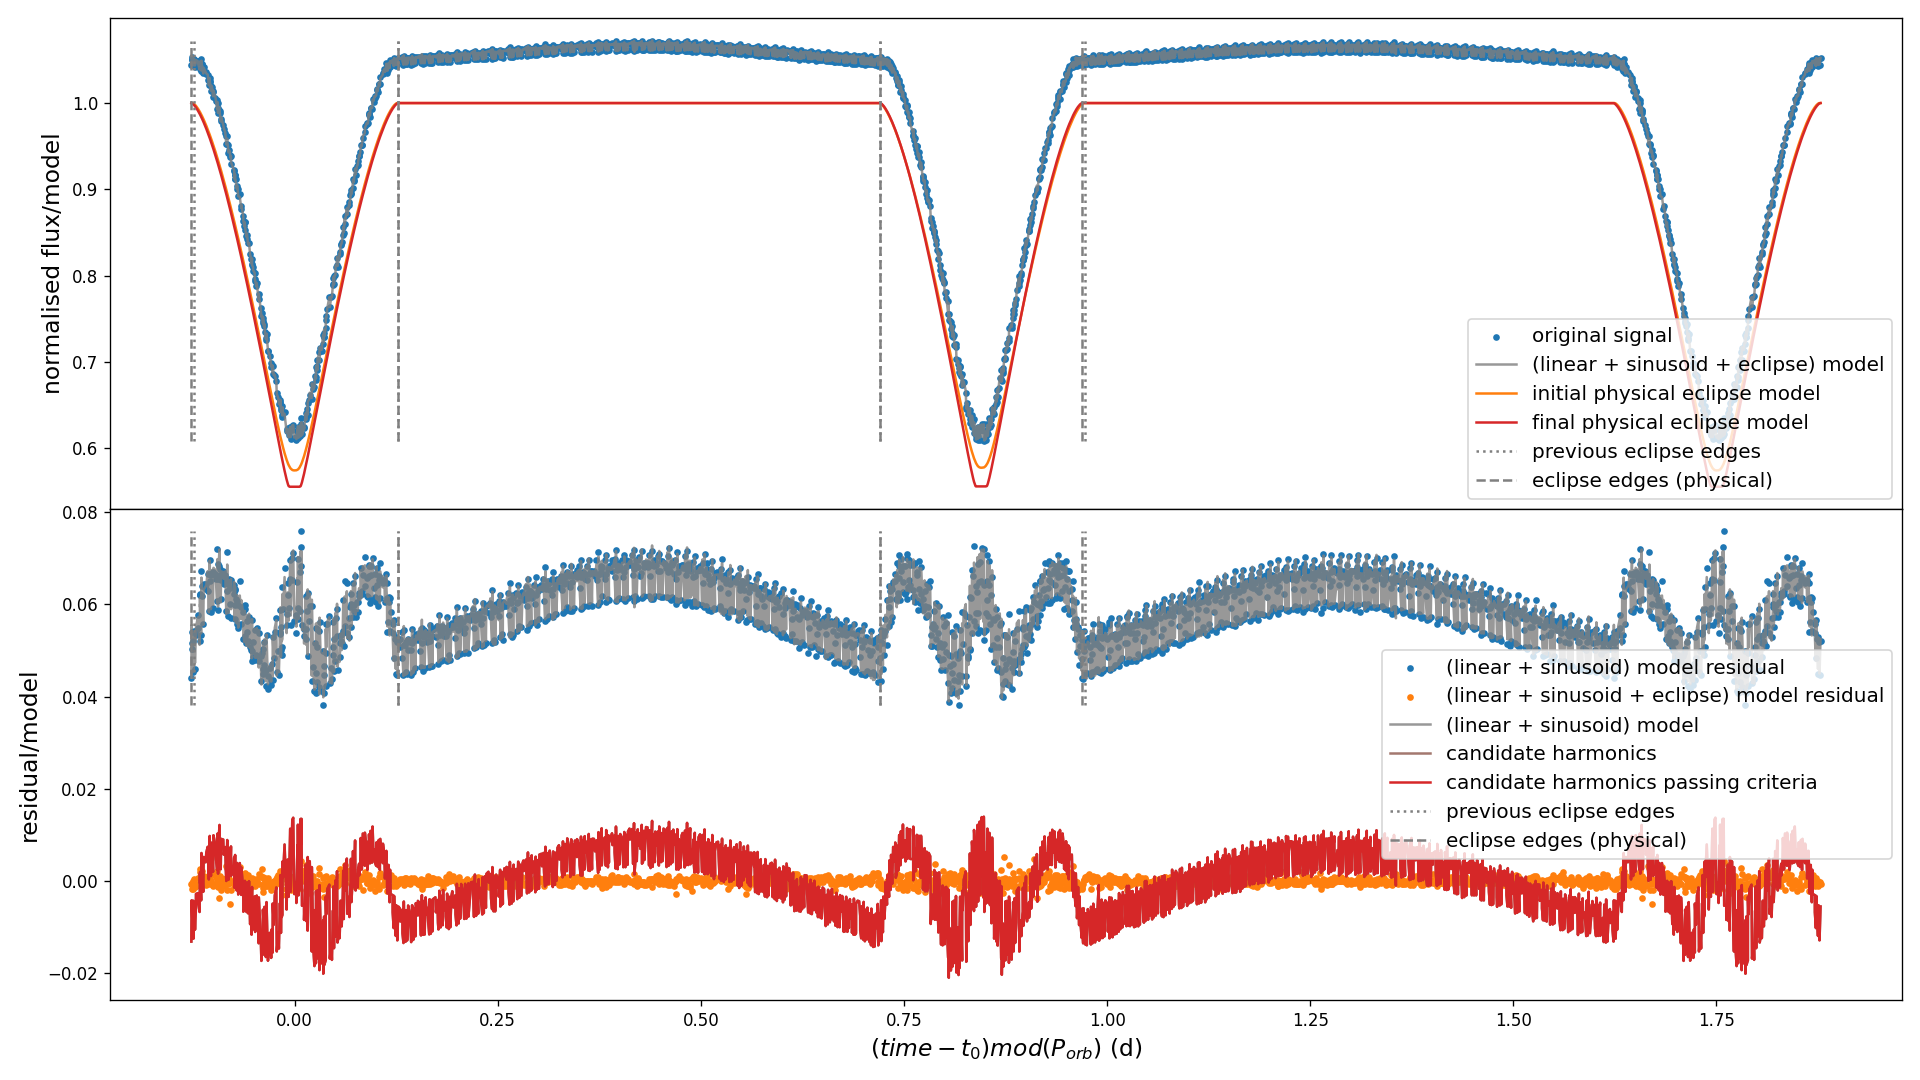 normalised flux/model
1.0
0.9
0.8
0.7
0.6
original signal
(linear + sinusoid + eclipse) model
initial physical eclipse model
final physical eclipse model
previous eclipse edges
eclipse edges (physical)
residual/model
0.08
0.06
0.04
0.02
0.00
−0.02
(linear + sinusoid) model residual
(linear + sinusoid + eclipse) model residual
(linear + sinusoid) model
candidate harmonics
candidate harmonics passing criteria
previous eclipse edges
eclipse edges (physical)
0.00 0.25 0.50 0.75 1.00 1.25 1.50 1.75
(time − t₀)mod(Pₒᵣb) (d)